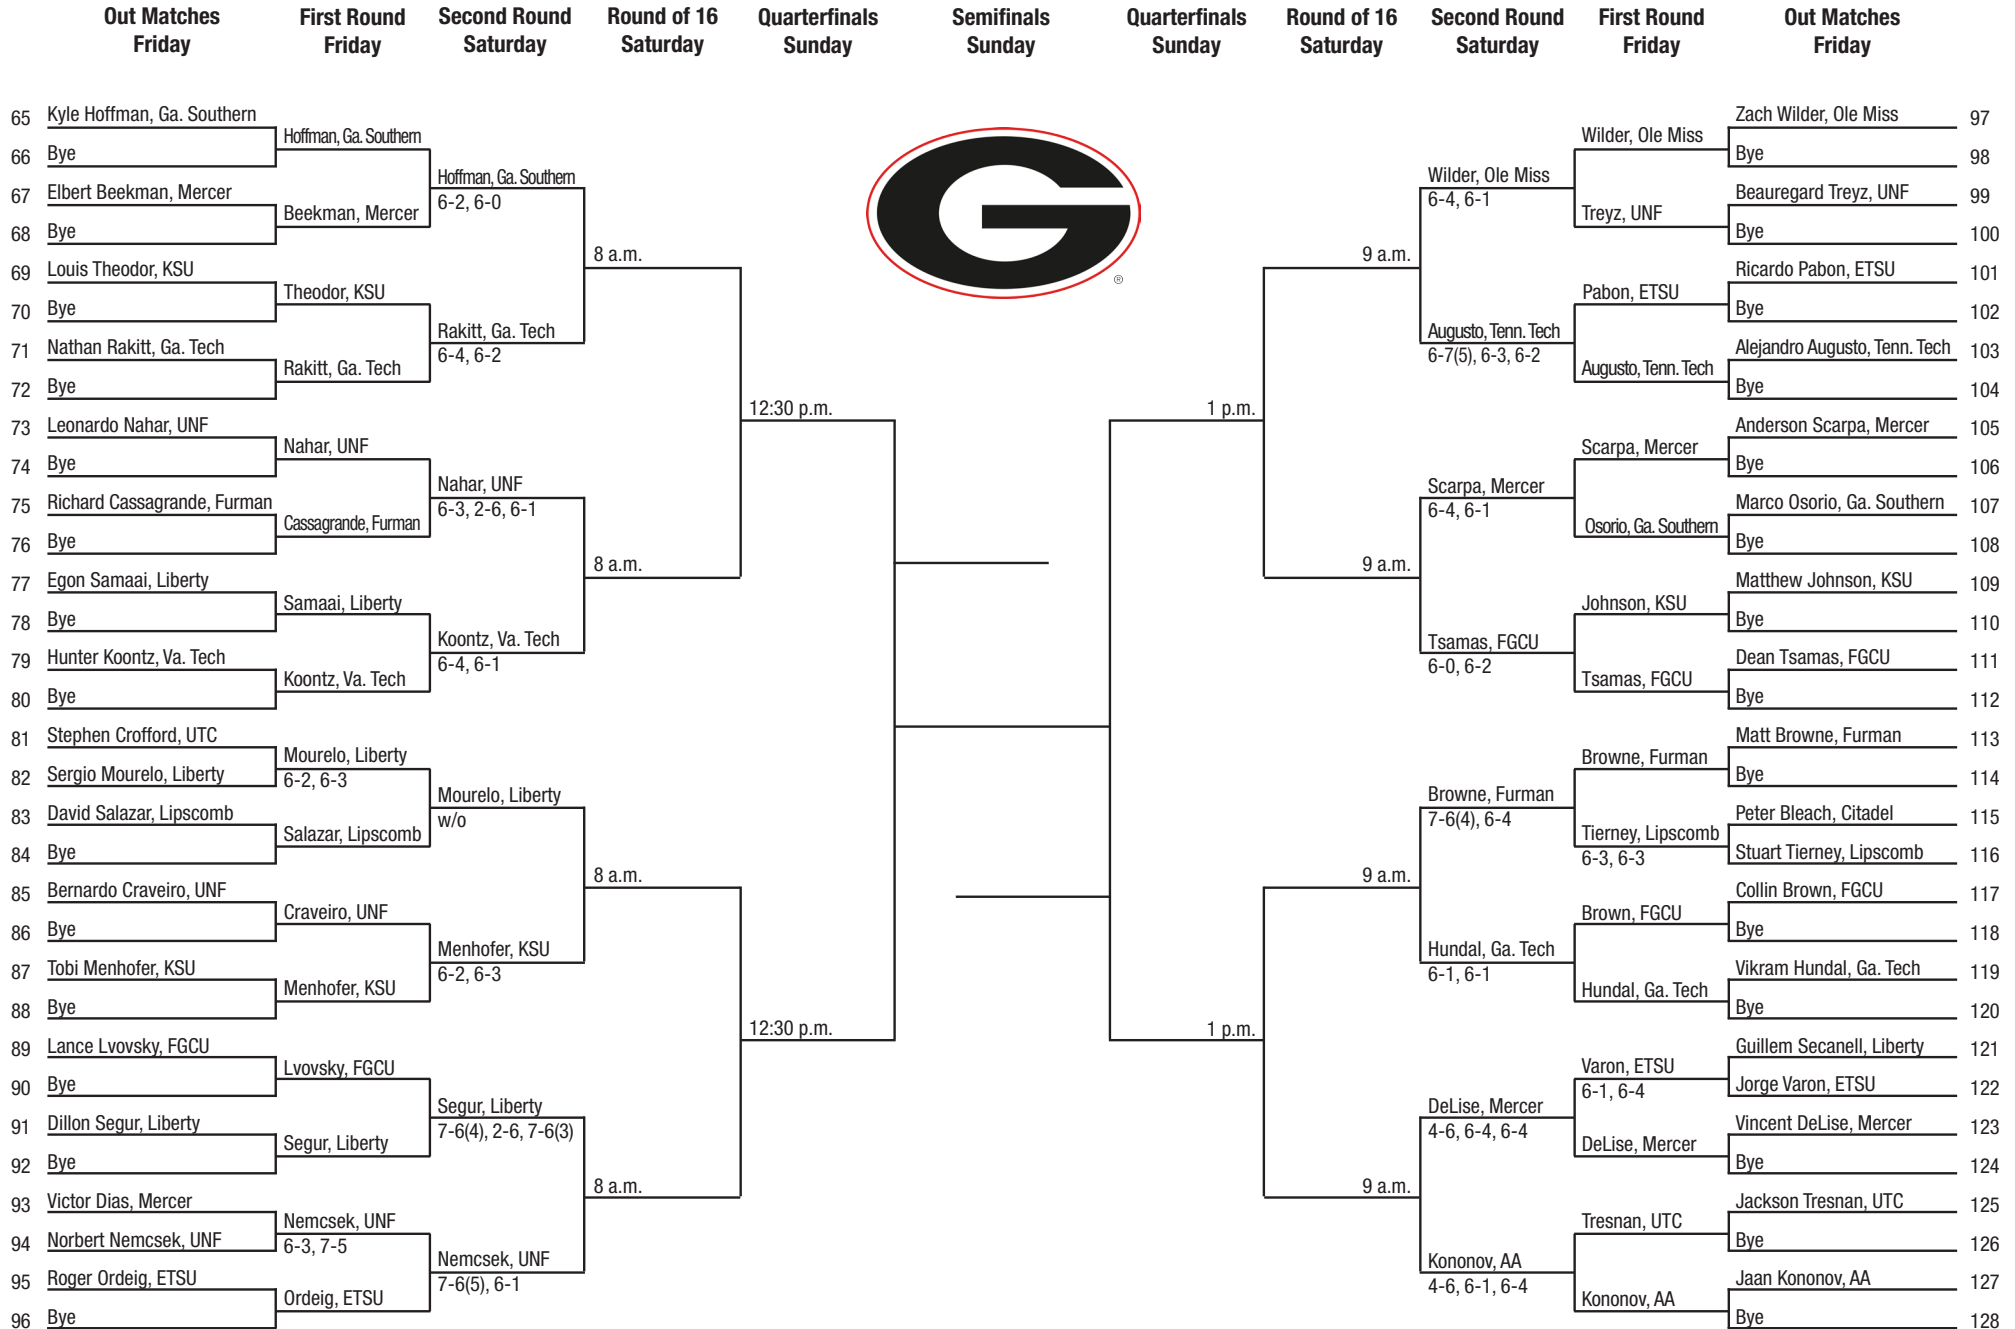 Out Matches
Friday
First Round
Friday
Second Round
Saturday
Round of 16
Saturday
Quarterfinals
Sunday
Semifinals
Sunday
Quarterfinals
Sunday
Round of 16
Saturday
Second Round
Saturday
First Round
Friday
Out Matches
Friday
65 Kyle Hoffman, Ga. Southern
66 Bye
67 Elbert Beekman, Mercer
68 Bye
69 Louis Theodor, KSU
70 Bye
71 Nathan Rakitt, Ga. Tech
72 Bye
73 Leonardo Nahar, UNF
74 Bye
75 Richard Cassagrande, Furman
76 Bye
77 Egon Samaai, Liberty
78 Bye
79 Hunter Koontz, Va. Tech
80 Bye
81 Stephen Crofford, UTC
82 Sergio Mourelo, Liberty
83 David Salazar, Lipscomb
84 Bye
85 Bernardo Craveiro, UNF
86 Bye
87 Tobi Menhofer, KSU
88 Bye
89 Lance Lvovsky, FGCU
90 Bye
91 Dillon Segur, Liberty
92 Bye
93 Victor Dias, Mercer
94 Norbert Nemcsek, UNF
95 Roger Ordeig, ETSU
96 Bye
Hoffman, Ga. Southern
Beekman, Mercer
Theodor, KSU
Rakitt, Ga. Tech
Nahar, UNF
Cassagrande, Furman
Samaai, Liberty
Koontz, Va. Tech
Mourelo, Liberty
6-2, 6-3
Salazar, Lipscomb
Craveiro, UNF
Menhofer, KSU
Lvovsky, FGCU
Segur, Liberty
Nemcsek, UNF
6-3, 7-5
Ordeig, ETSU
Hoffman, Ga. Southern
6-2, 6-0
Rakitt, Ga. Tech
6-4, 6-2
Nahar, UNF
6-3, 2-6, 6-1
Koontz, Va. Tech
6-4, 6-1
Mourelo, Liberty
w/o
Menhofer, KSU
6-2, 6-3
Segur, Liberty
7-6(4), 2-6, 7-6(3)
Nemcsek, UNF
7-6(5), 6-1
8 a.m.
8 a.m.
8 a.m.
8 a.m.
12:30 p.m.
12:30 p.m.
G
®
1 p.m.
1 p.m.
9 a.m.
9 a.m.
9 a.m.
9 a.m.
Wilder, Ole Miss
6-4, 6-1
Augusto, Tenn. Tech
6-7(5), 6-3, 6-2
Scarpa, Mercer
6-4, 6-1
Tsamas, FGCU
6-0, 6-2
Browne, Furman
7-6(4), 6-4
Hundal, Ga. Tech
6-1, 6-1
DeLise, Mercer
4-6, 6-4, 6-4
Kononov, AA
4-6, 6-1, 6-4
Wilder, Ole Miss
Treyz, UNF
Pabon, ETSU
Augusto, Tenn. Tech
Scarpa, Mercer
Osorio, Ga. Southern
Johnson, KSU
Tsamas, FGCU
Browne, Furman
Tierney, Lipscomb
6-3, 6-3
Brown, FGCU
Hundal, Ga. Tech
Varon, ETSU
6-1, 6-4
DeLise, Mercer
Tresnan, UTC
Kononov, AA
Zach Wilder, Ole Miss 97
Bye 98
Beauregard Treyz, UNF 99
Bye 100
Ricardo Pabon, ETSU 101
Bye 102
Alejandro Augusto, Tenn. Tech 103
Bye 104
Anderson Scarpa, Mercer 105
Bye 106
Marco Osorio, Ga. Southern 107
Bye 108
Matthew Johnson, KSU 109
Bye 110
Dean Tsamas, FGCU 111
Bye 112
Matt Browne, Furman 113
Bye 114
Peter Bleach, Citadel 115
Stuart Tierney, Lipscomb 116
Collin Brown, FGCU 117
Bye 118
Vikram Hundal, Ga. Tech 119
Bye 120
Guillem Secanell, Liberty 121
Jorge Varon, ETSU 122
Vincent DeLise, Mercer 123
Bye 124
Jackson Tresnan, UTC 125
Bye 126
Jaan Kononov, AA 127
Bye 128